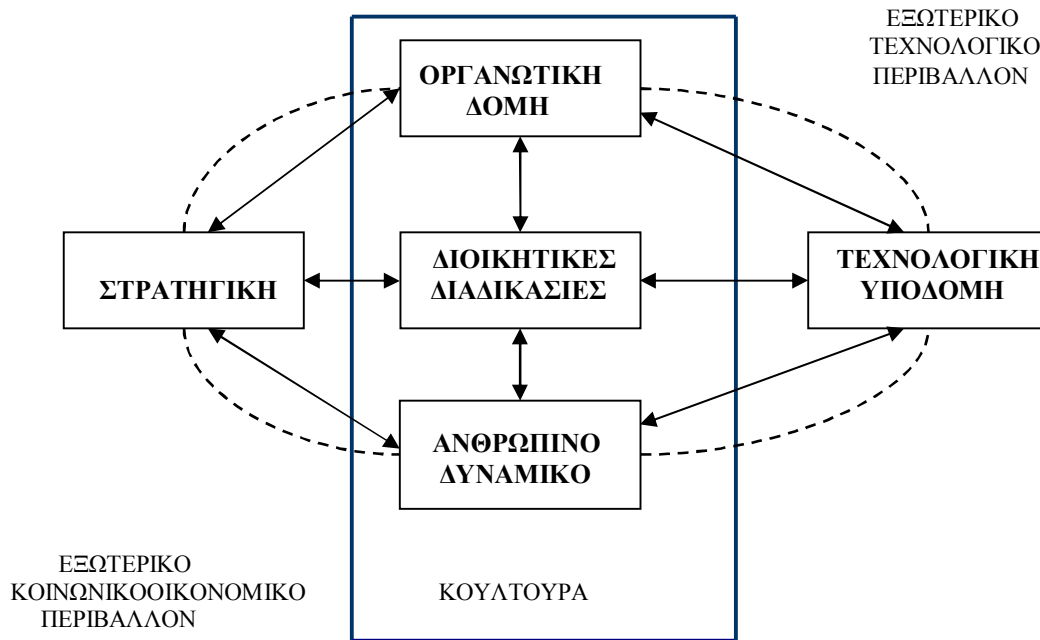 ΕΞΩΤΕΡΙΚΟ
ΤΕΧΝΟΛΟΓΙΚΟ
ΠΕΡΙΒΑΛΛΟΝ
ΟΡΓΑΝΩΤΙΚΗ
ΔΟΜΗ
ΣΤΡΑΤΗΓΙΚΗ
ΔΙΟΙΚΗΤΙΚΕΣ
ΔΙΑΔΙΚΑΣΙΕΣ
ΤΕΧΝΟΛΟΓΙΚΗ
ΥΠΟΔΟΜΗ
ΑΝΘΡΩΠΙΝΟ
ΔΥΝΑΜΙΚΟ
ΕΞΩΤΕΡΙΚΟ
ΚΟΙΝΩΝΙΚΟΟΙΚΟΝΟΜΙΚΟ
ΠΕΡΙΒΑΛΛΟΝ
ΚΟΥΛΤΟΥΡΑ